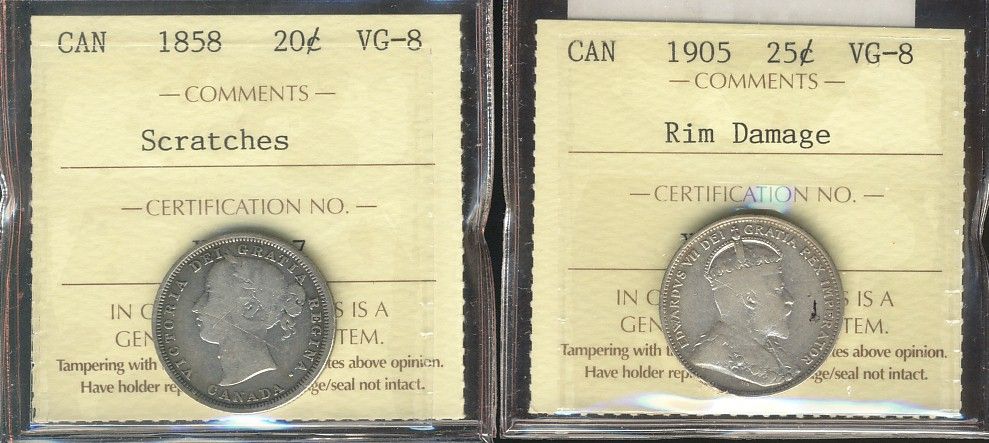 CAN 1858 20¢ VG-8
— COMMENTS —
Scratches
— CERTIFICATION NO. —
7
IN C S IS A
GEN TEM.
Tampering with tes above opinion.
Have holder rep ge/seal not intact.
VICTORIA DEI GRATIA REGINA.
CANADA
CAN 1905 25¢ VG-8
— COMMENTS —
Rim Damage
— CERTIFICATION NO. —
IN C S IS A
GEN TEM.
Tampering with t tes above opinion.
Have holder rep ge/seal not intact.
EDWARDVS VII DEI GRATIA REX IMPERATOR